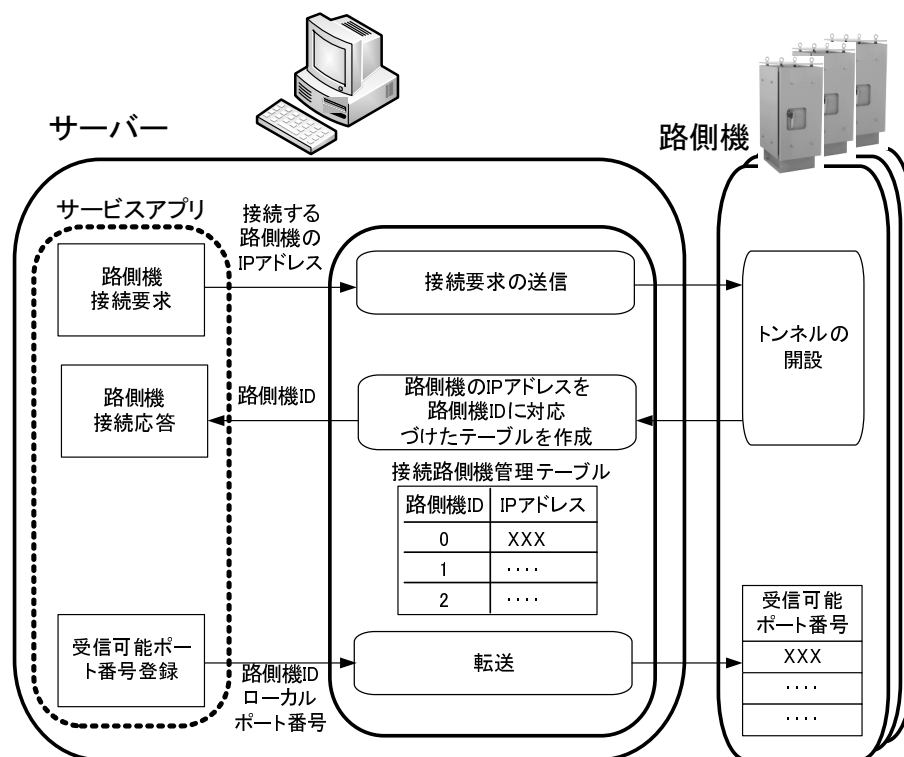 サーバー
路側機
サービスアプリ
接続する
路側機の
IPアドレス
路側機
接続要求
接続要求の送信
トンネルの
開設
路側機
接続応答
路側機ID
路側機のIPアドレスを
路側機IDに対応
づけたテーブルを作成
接続路側機管理テーブル
路側機ID IPアドレス
0 XXX
1 ････
2 ････
受信可能ポー
ト番号登録
路側機ID
ローカル
ポート番号
転送
受信可能
ポート番号
XXX
････
････